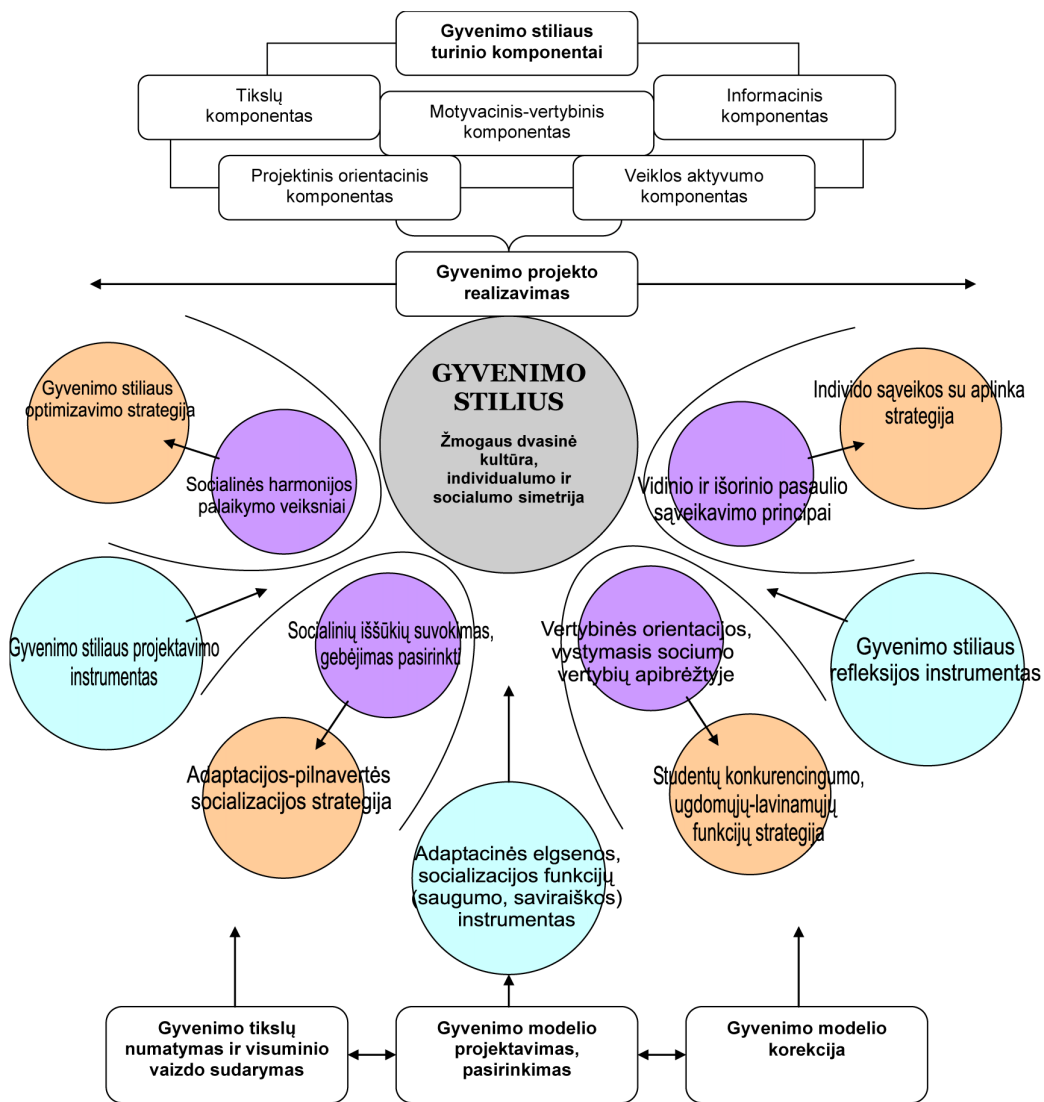 Gyvenimo stiliaus
turinio komponentai
Tikslų
komponentas
Motyvacinis-vertybinis
komponentas
Informacinis
komponentas
Projektinis orientacinis
komponentas
Veiklos aktyvumo
komponentas
Gyvenimo projekto
realizavimas
GYVENIMO
STILIUS
Žmogaus dvasinė
kultūra,
individualumo ir
socialumo simetrija
Gyvenimo stiliaus
optimizavimo strategija
Socialinės harmonijos
palaikymo veiksniai
Individo sąveikos su aplinka
strategija
Vidinio ir išorinio pasaulio
sąveikavimo principai
Gyvenimo stiliaus projektavimo
instrumentas
Socialinių iššūkių suvokimas,
gebėjimas pasirinkti
Vertybinės orientacijos,
vystymasis sociumo
vertybių apibrėžtyje
Gyvenimo stiliaus
refleksijos instrumentas
Adaptacijos-pilnavertės
socializacijos strategija
Studentų konkurencingumo,
ugdomųjų-lavinamųjų
funkcijų strategija
Adaptacinės elgsenos,
socializacijos funkcijų
(saugumo, saviraiškos)
instrumentas
Gyvenimo tikslų
numatymas ir visuminio
vaizdo sudarymas
Gyvenimo modelio
projektavimas,
pasirinkimas
Gyvenimo modelio
korekcija